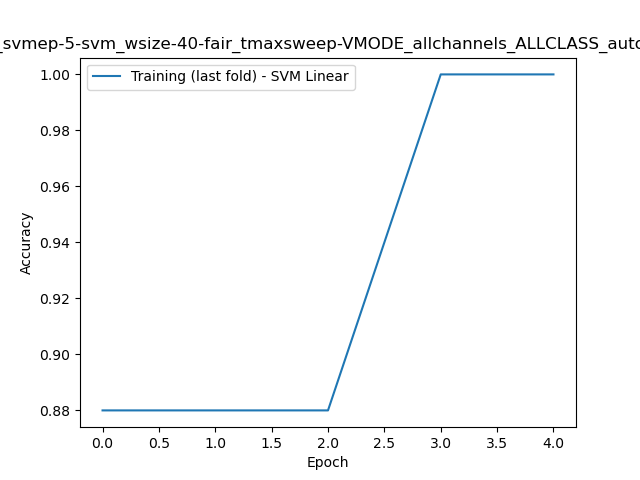 _svmep-5-svm_wsize-40-fair_tmaxsweep-VMODE_allchannels_ALLCLASS_auto
Training (last fold) - SVM Linear
1.00
0.98
0.96
0.94
0.92
0.90
0.88
Accuracy
0.0 0.5 1.0 1.5 2.0 2.5 3.0 3.5 4.0
Epoch